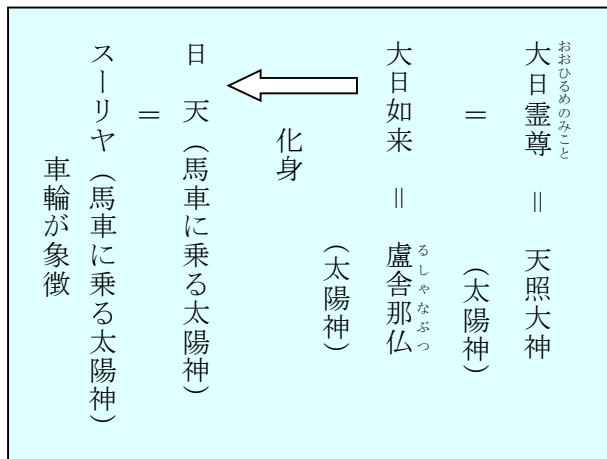 おおひるめのみこと
大日霊尊 ＝ 天照大神
（太陽神）
＝
大日如来 ＝ 盧舎那仏
るしゃなぶつ
（太陽神）
化身
日 天（馬車に乗る太陽神）
＝
スーリヤ（馬車に乗る太陽神）
車輪が象徴